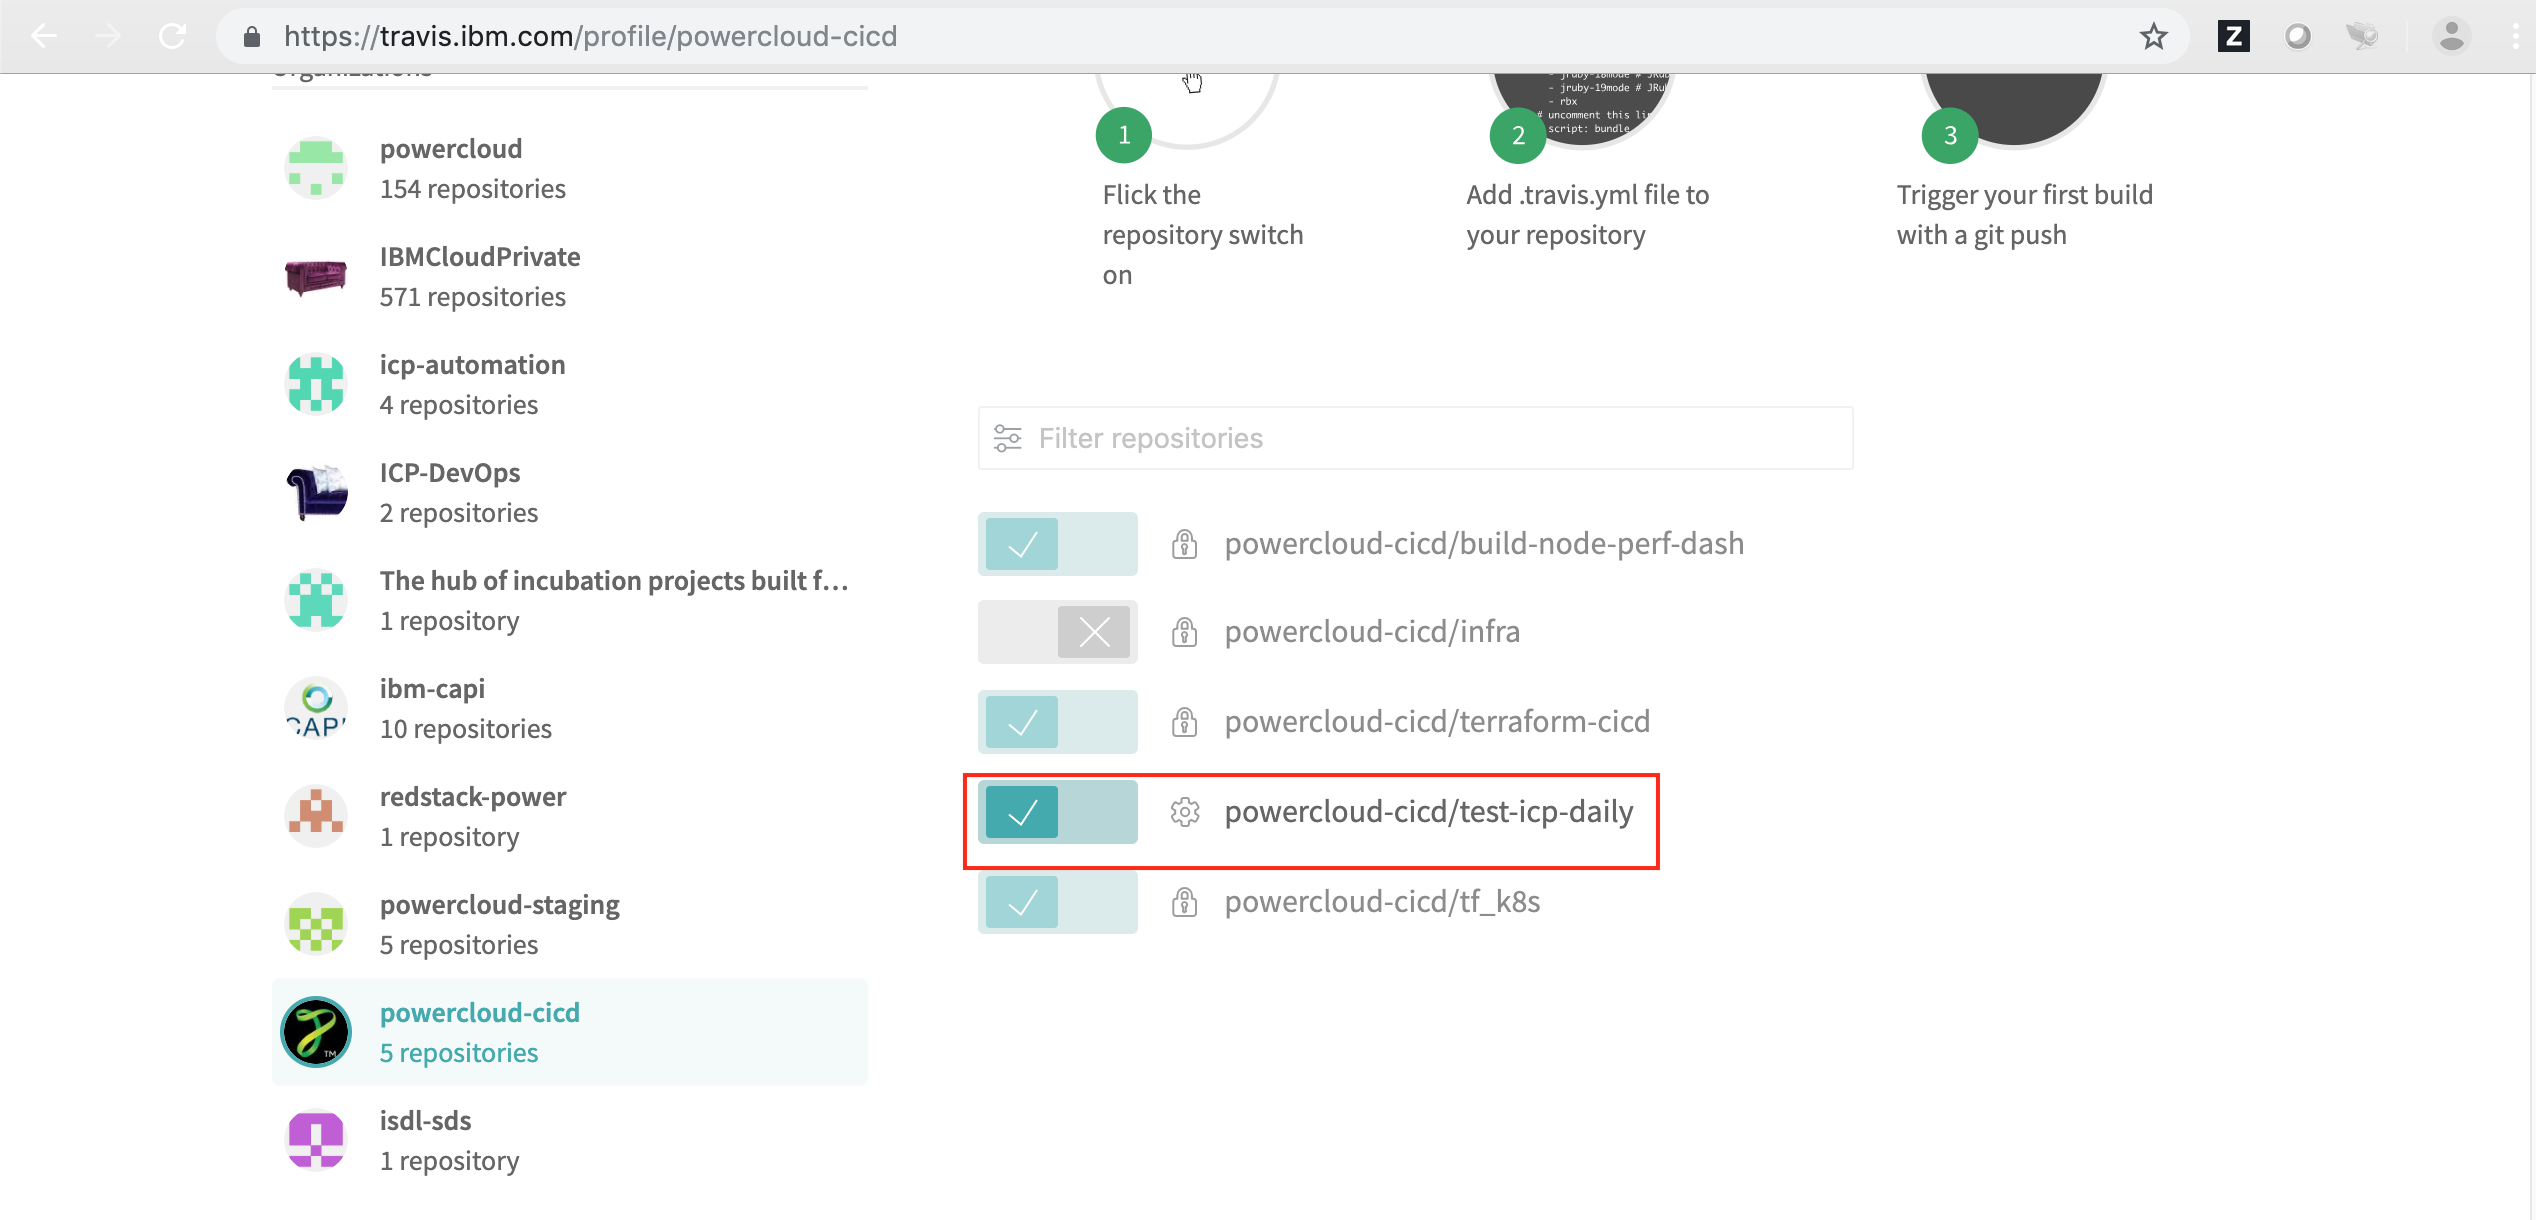 https://travis.ibm.com/profile/powercloud-cicd
Organizations
powercloud
154 repositories
IBMCloudPrivate
571 repositories
icp-automation
4 repositories
ICP-DevOps
2 repositories
The hub of incubation projects built f...
1 repository
ibm-capi
10 repositories
redstack-power
1 repository
powercloud-staging
5 repositories
powercloud-cicd
5 repositories
isdl-sds
1 repository
1
Flick the
repository switch
on
- jruby-18mode # JRu
- jruby-19mode # JRu
- rbx
# uncomment this li
script: bundle
2
Add .travis.yml file to
your repository
3
Trigger your first build
with a git push
Filter repositories
powercloud-cicd/build-node-perf-dash
powercloud-cicd/infra
powercloud-cicd/terraform-cicd
powercloud-cicd/test-icp-daily
powercloud-cicd/tf_k8s
Z
CAPI
TM